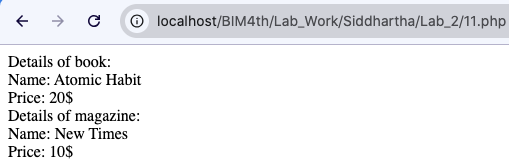 localhost/BIM4th/Lab_Work/Siddhartha/Lab_2/11.php
Details of book:
Name: Atomic Habit
Price: 20$
Details of magazine:
Name: New Times
Price: 10$